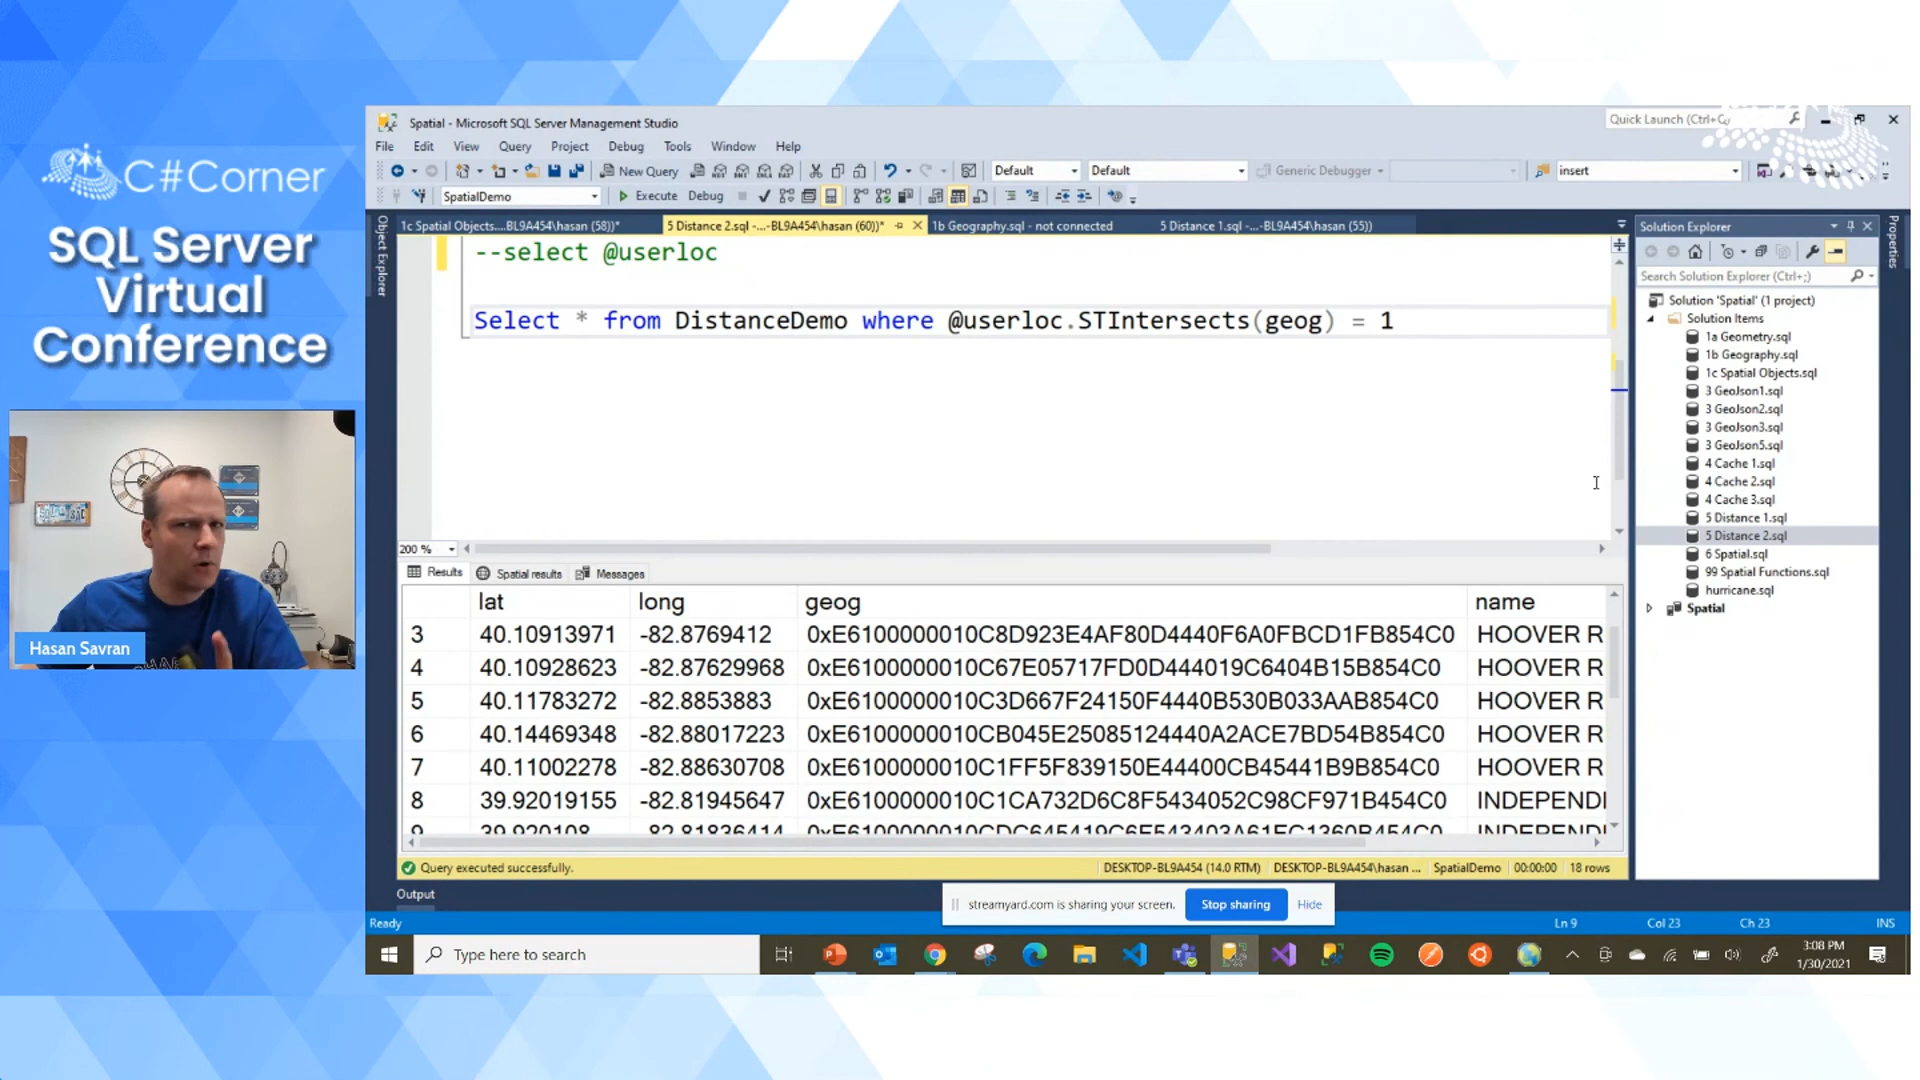 C#Corner
SQL Server
Virtual
Conference
Hasan Savran
Spatial - Microsoft SQL Server Management Studio
File Edit View Query Project Debug Tools Window Help
New Query Default Default Generic Debugger insert
SpatialDemo Execute Debug
Object Explorer
1c Spatial Objects....BL9A454\hasan (58))* 5 Distance 2.sql -...-BL9A454\hasan (60))* 1b Geography.sql - not connected 5 Distance 1.sql -...-BL9A454\hasan (55))
--select @userloc
Select * from DistanceDemo where @userloc.STIntersects(geog) = 1
200 %
Results Spatial results Messages
lat long geog name
3 40.10913971 -82.8769412 0xE6100000010C8D923E4AF80D4440F6A0FBCD1FB854C0 HOOVER R
4 40.10928623 -82.87629968 0xE6100000010C67E05717FD0D444019C6404B15B854C0 HOOVER R
5 40.11783272 -82.8853883 0xE6100000010C3D667F24150F4440B530B033AAB854C0 HOOVER R
6 40.14469348 -82.88017223 0xE6100000010CB045E25085124440A2ACE7BD54B854C0 HOOVER R
7 40.11002278 -82.88630708 0xE6100000010C1FF5F839150E44400CB45441B9B854C0 HOOVER R
8 39.92019155 -82.81945647 0xE6100000010C1CA732D6C8F5434052C98CF971B454C0 INDEPEND
Query executed successfully. DESKTOP-BL9A454 (14.0 RTM) DESKTOP-BL9A454\hasan ... SpatialDemo 00:00:00 18 rows
Output
Ready Ln 9 Col 23 Ch 23 INS
streamyard.com is sharing your screen. Stop sharing Hide
Solution Explorer
Search Solution Explorer (Ctrl+;)
Solution 'Spatial' (1 project)
Solution Items
1a Geometry.sql
1b Geography.sql
1c Spatial Objects.sql
3 GeoJson1.sql
3 GeoJson2.sql
3 GeoJson3.sql
3 GeoJson5.sql
4 Cache 1.sql
4 Cache 2.sql
4 Cache 3.sql
5 Distance 1.sql
5 Distance 2.sql
6 Spatial.sql
99 Spatial Functions.sql
hurricane.sql
Spatial
Properties
Quick Launch
Type here to search
3:08 PM
1/30/2021